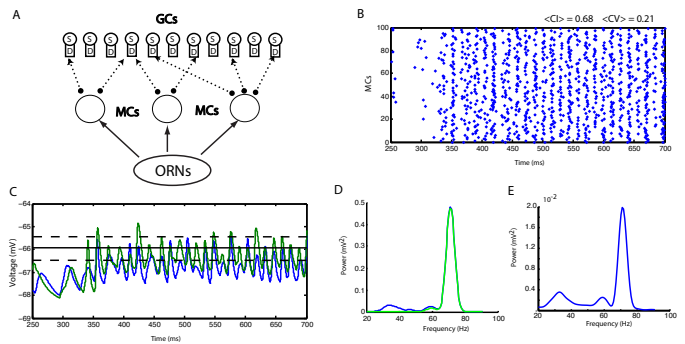 A
GCs
S S S S S S S S S S
D D D D D D D D D D
MCs MCs
ORNs
B
<CI> = 0.68 <CV> = 0.21
MCs
100
80
60
40
20
0
250 300 350 400 450 500 550 600 650 700
Time (ms)
C
Voltage (mV)
−64
−65
−66
−67
−68
−69
250 300 350 400 450 500 550 600 650 700
Time (ms)
D
Power (mV²)
0.5
0.4
0.3
0.2
0.1
0
20 40 60 80 100
Frequency (Hz)
E
10⁻²
Power (mV²)
2.0
1.6
1.2
0.8
0.4
0
20 40 60 80 100
Frequency (Hz)